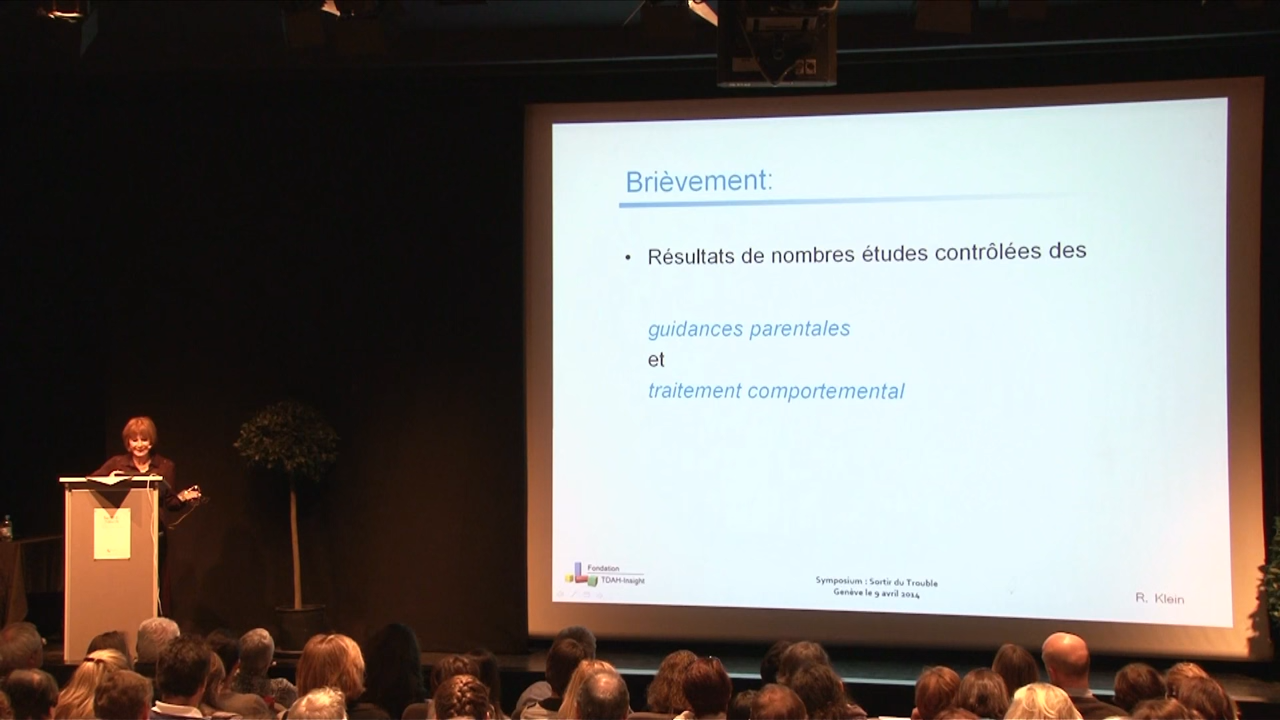 Brièvement:
• Résultats de nombres études contrôlées des
guidances parentales
et
traitement comportemental
Fondation
TDAH-Insight
Symposium : Sortir du Trouble
Genève le 9 avril 2014
R. Klein